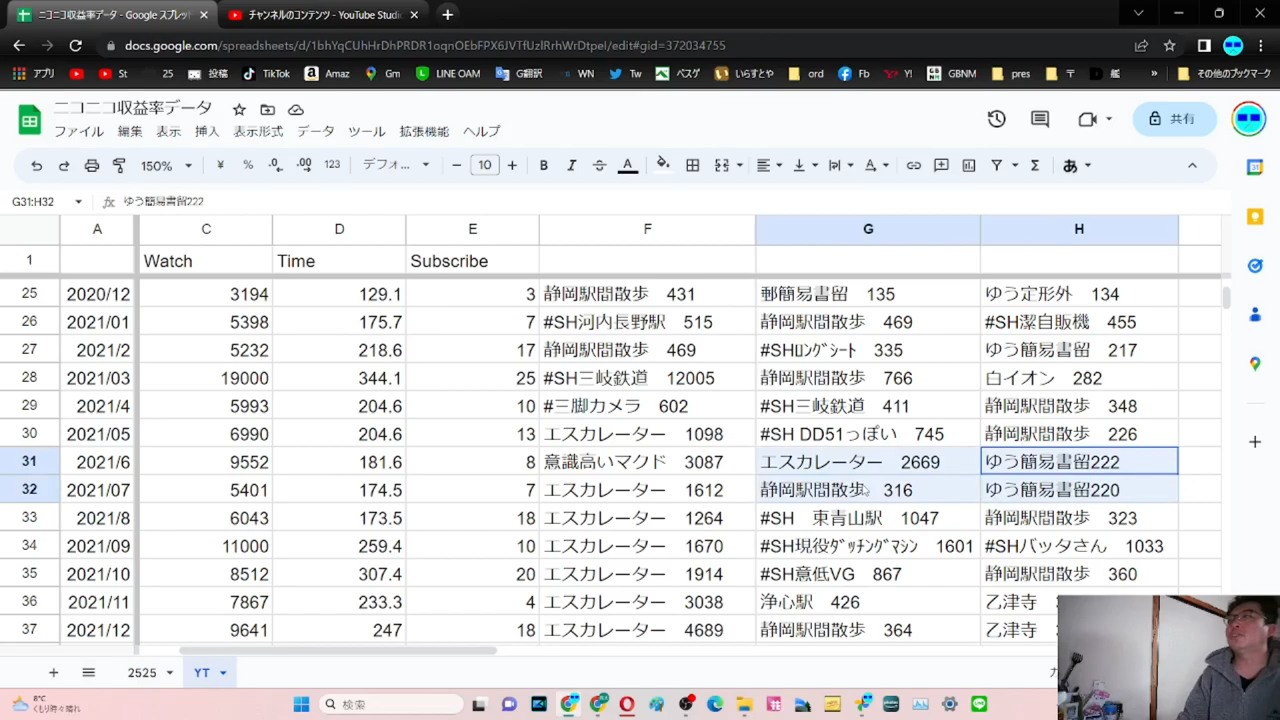 ニコニコ収益率データ - Google スプレット
チャンネルのコンテンツ - YouTube Studi
docs.google.com/spreadsheets/d/1bhYqCUhHrDhPRDR1oqnOEbFPX6JVTfUzlRrhWrDtpeI/edit#gid=372034755
アプリ St 25 投稿 TikTok Amaz Gm LINE OAM G翻訳 WN Tw ペスゲ いらすとや ord Fb Y! GBNM pres 〒 艦 » その他のブックマーク
ニコニコ収益率データ
ファイル 編集 表示 挿入 表示形式 データ ツール 拡張機能 ヘルプ
共有
150% ¥ % .0 .00 123 デフォ... 10 B I A Σ あ
G31:H32 fx ゆう簡易書留222
A C D E F G H
1 Watch Time Subscribe
25 2020/12 3194 129.1 3 静岡駅間散歩 431 郵簡易書留 135 ゆう定形外 134
26 2021/01 5398 175.7 7 #SH河内長野駅 515 静岡駅間散歩 469 #SH潔自販機 455
27 2021/2 5232 218.6 17 静岡駅間散歩 469 #SHﾛﾝｸﾞｼｰﾄ 335 ゆう簡易書留 217
28 2021/03 19000 344.1 25 #SH三岐鉄道 12005 静岡駅間散歩 766 白イオン 282
29 2021/4 5993 204.6 10 #三脚カメラ 602 #SH三岐鉄道 411 静岡駅間散歩 348
30 2021/05 6990 204.6 13 エスカレーター 1098 #SH DD51っぽい 745 静岡駅間散歩 226
31 2021/6 9552 181.6 8 意識高いマクド 3087 エスカレーター 2669 ゆう簡易書留222
32 2021/07 5401 174.5 7 エスカレーター 1612 静岡駅間散歩 316 ゆう簡易書留220
33 2021/8 6043 173.5 18 エスカレーター 1264 #SH 東青山駅 1047 静岡駅間散歩 323
34 2021/09 11000 259.4 10 エスカレーター 1670 #SH現役ﾀﾞｯﾁﾝｸﾞﾏｼﾝ 1601 #SHバッタさん 1033
35 2021/10 8512 307.4 20 エスカレーター 1914 #SH意低VG 867 静岡駅間散歩 360
36 2021/11 7867 233.3 4 エスカレーター 3038 浄心駅 426 乙津寺
37 2021/12 9641 247 18 エスカレーター 4689 静岡駅間散歩 364 乙津寺
2525 YT
8°C
くもり時々晴れ
検索